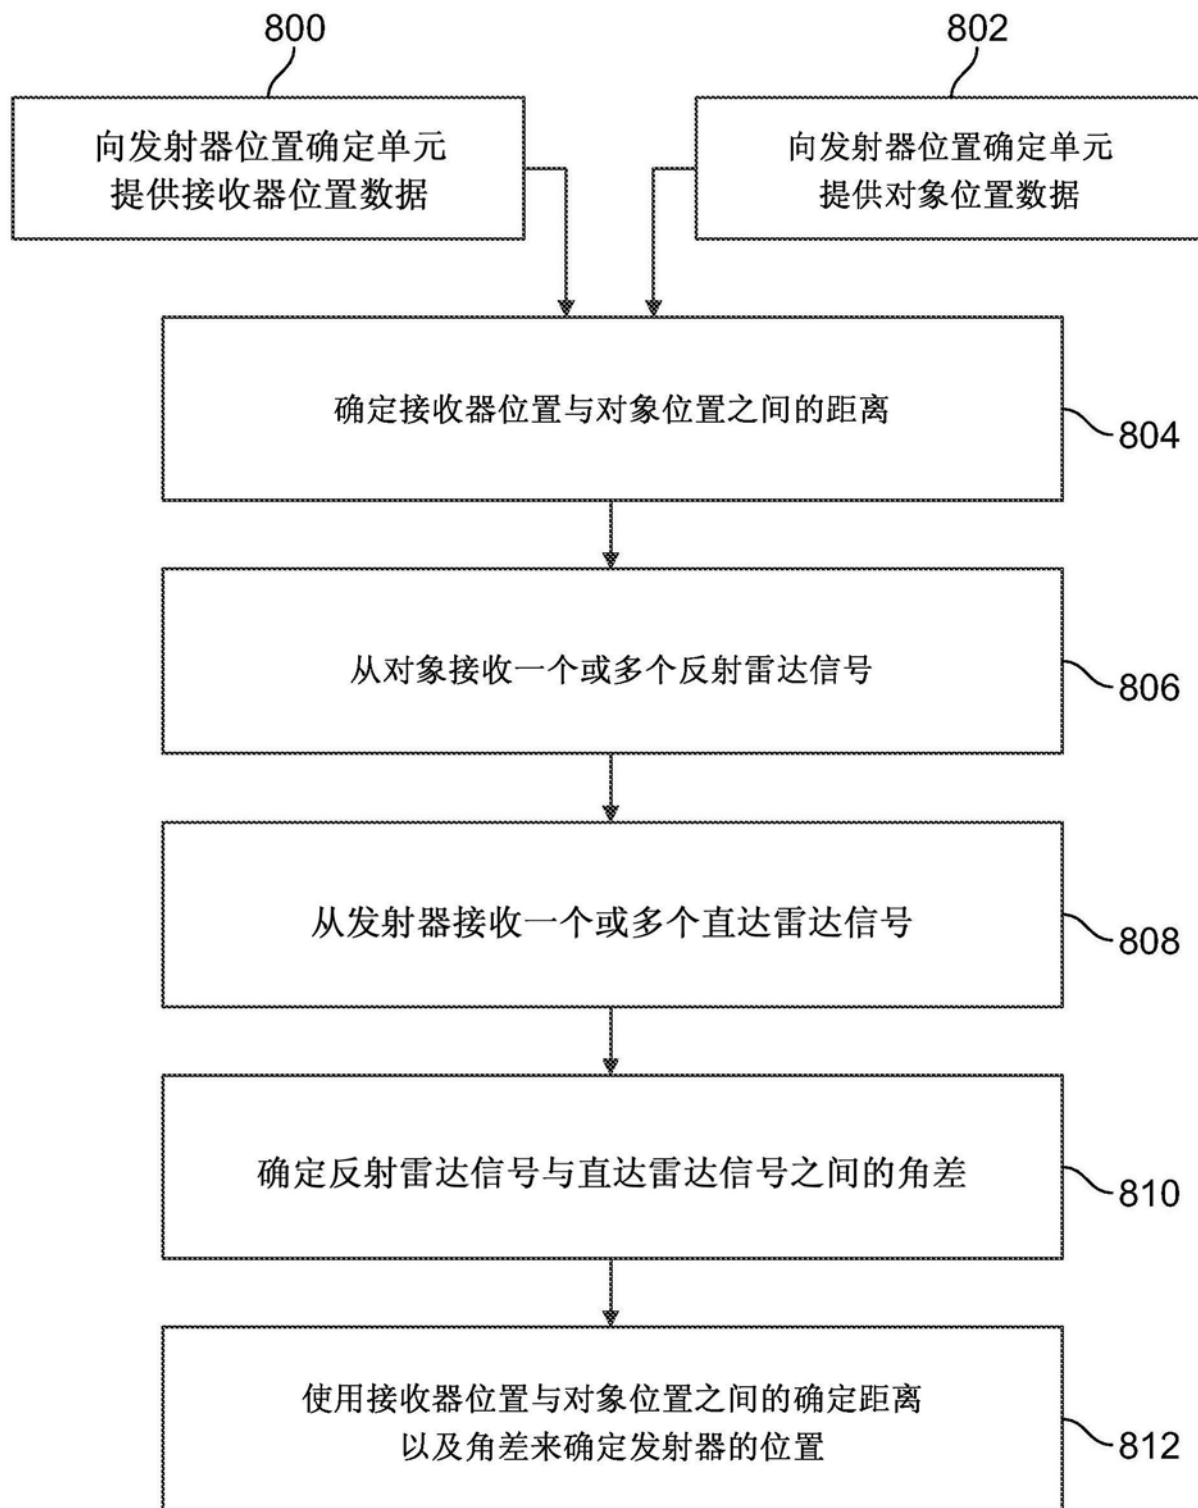 800
802
向发射器位置确定单元
提供接收器位置数据
向发射器位置确定单元
提供对象位置数据
确定接收器位置与对象位置之间的距离
804
从对象接收一个或多个反射雷达信号
806
从发射器接收一个或多个直达雷达信号
808
确定反射雷达信号与直达雷达信号之间的角差
810
使用接收器位置与对象位置之间的确定距离
以及角差来确定发射器的位置
812